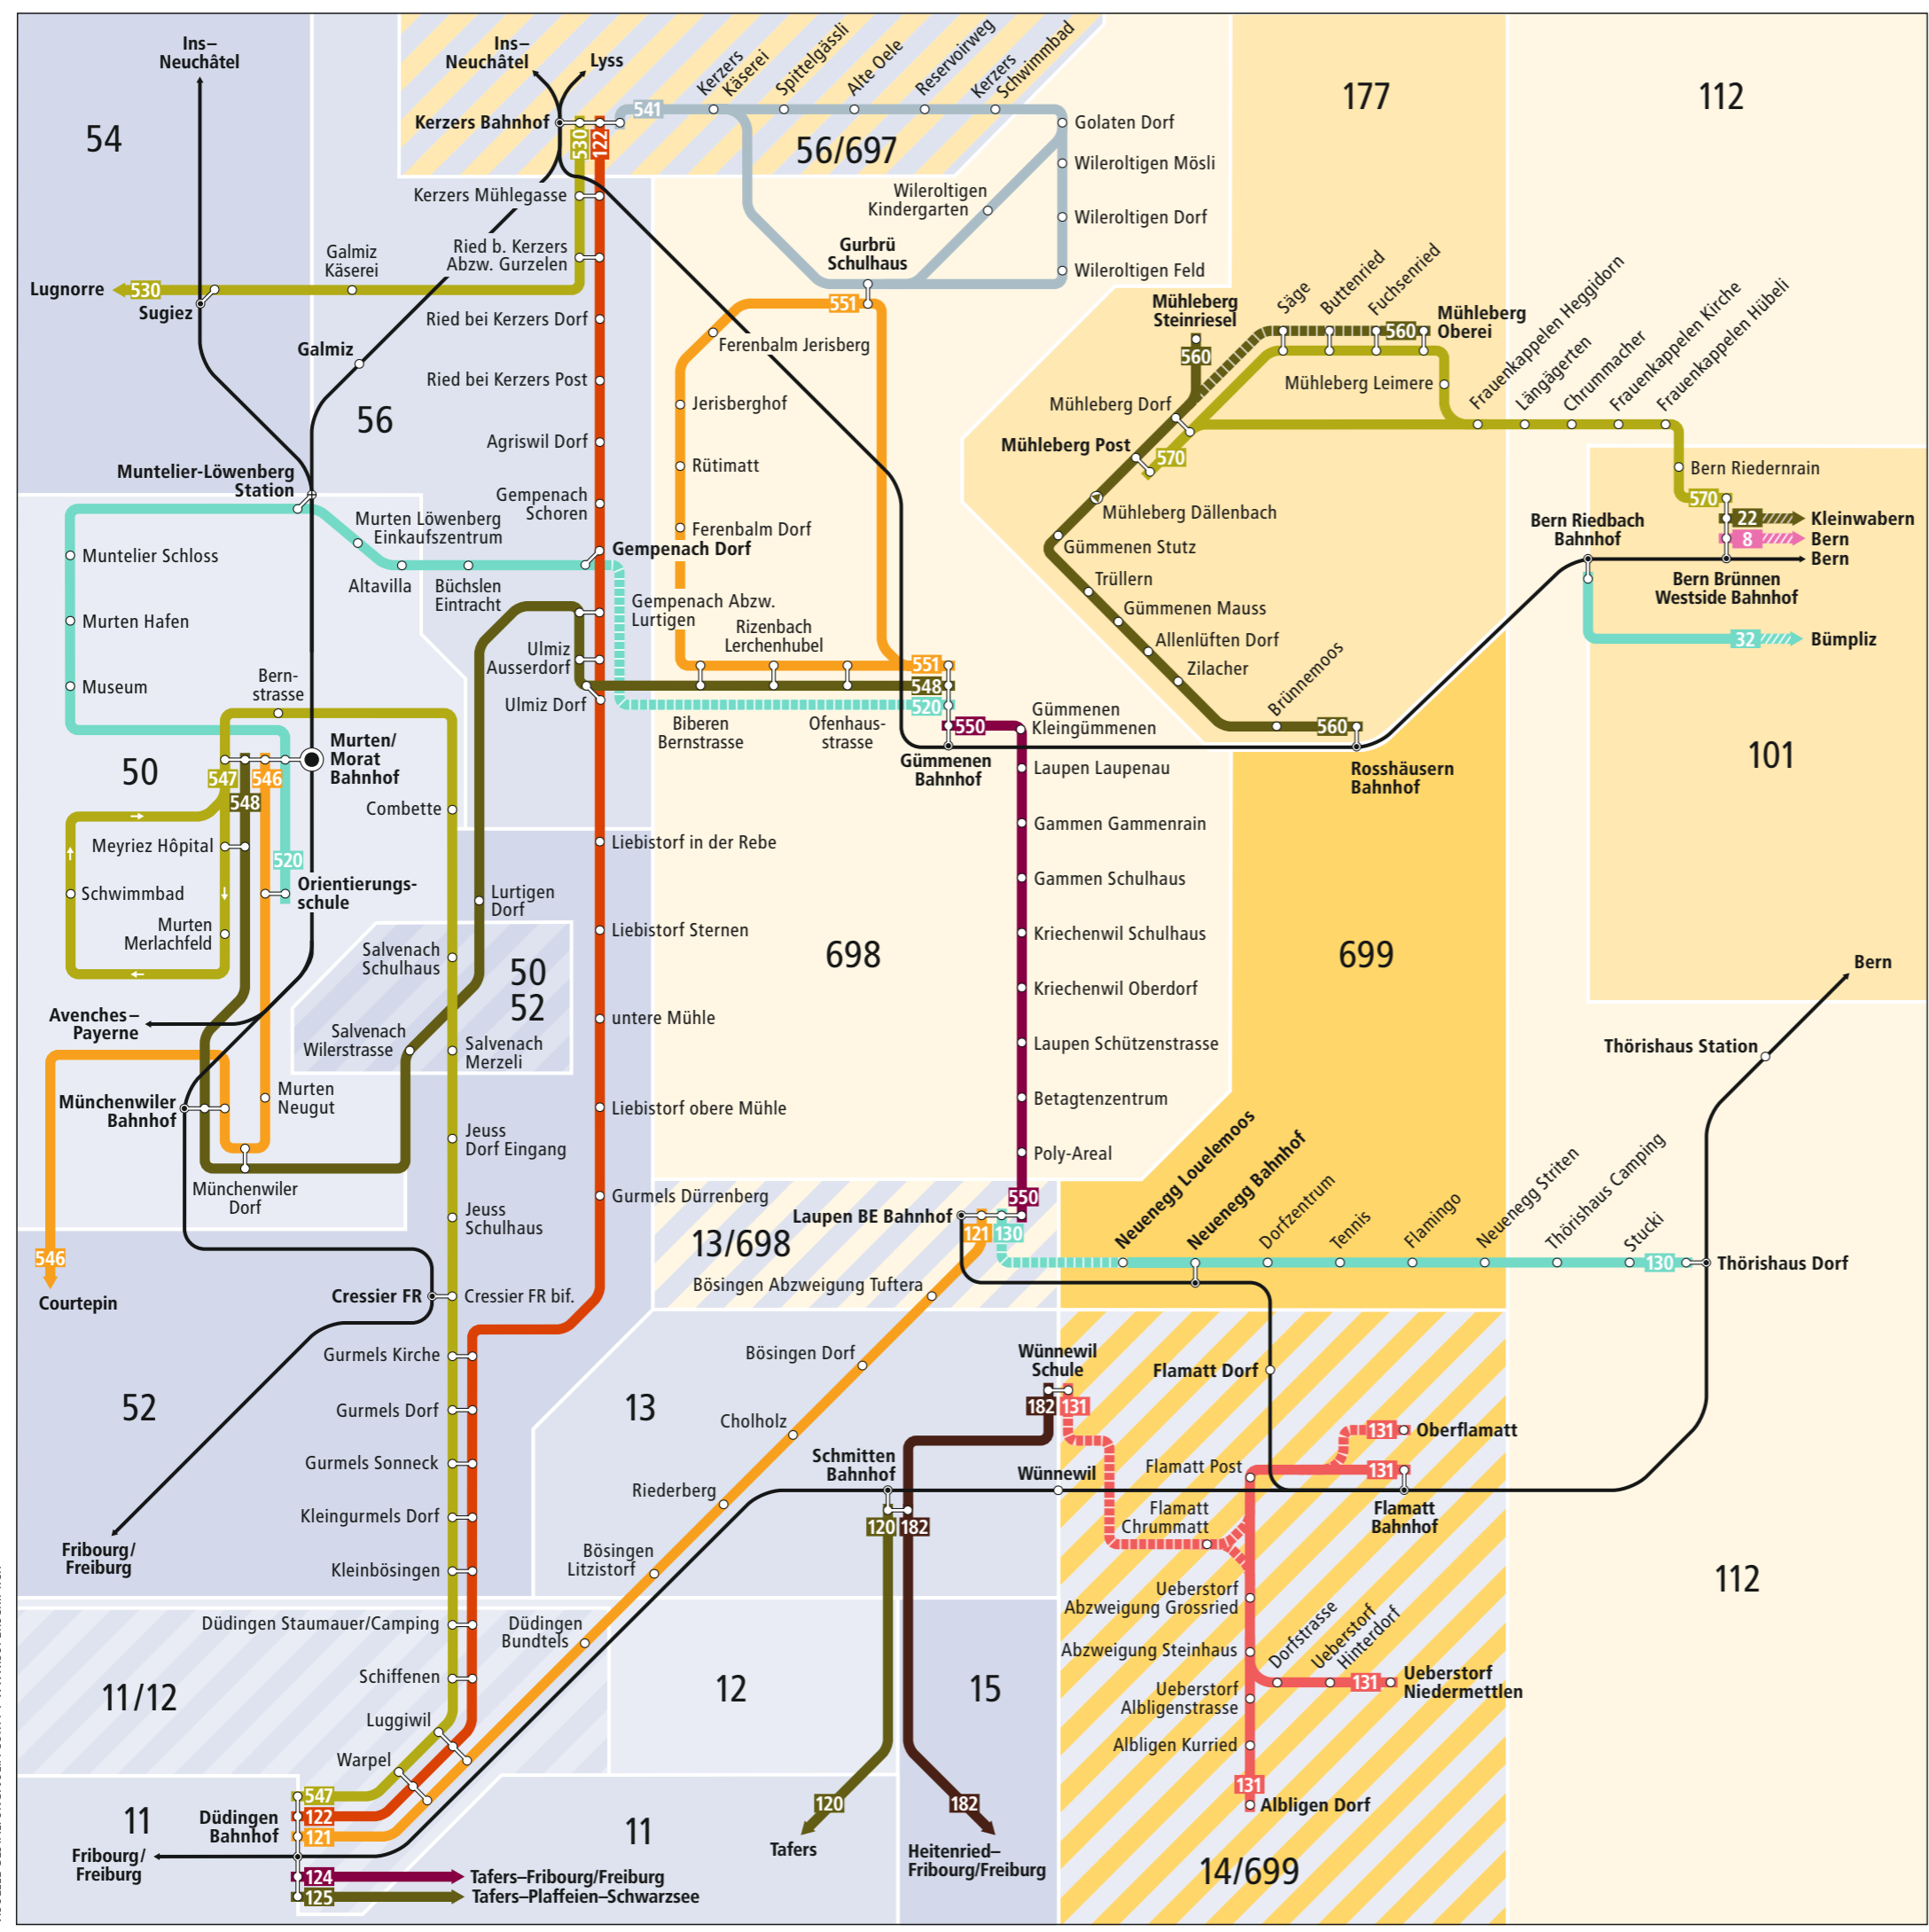 Ins–
Neuchâtel
Ins–
Neuchâtel
Lyss
Kerzers
Käserei
Spittelgässli
Alte Oele
Reservoirweg
Kerzers
Schwimmbad
177
112
54
Kerzers Bahnhof
541
530
122
56/697
Golaten Dorf
Wileroltigen Mösli
Wileroltigen
Kindergarten
Wileroltigen Dorf
Wileroltigen Feld
Kerzers Mühlegasse
Ried b. Kerzers
Abzw. Gurzelen
Galmiz
Käserei
Lugnorre
530
Sugiez
Galmiz
Gurbrü
Schulhaus
551
Ferenbalm Jerisberg
Ried bei Kerzers Dorf
Ried bei Kerzers Post
Jerisberghof
Agriswil Dorf
Rütimatt
56
Muntelier-Löwenberg
Station
Gempenach
Schoren
Ferenbalm Dorf
Murten Löwenberg
Einkaufszentrum
Gempenach Dorf
Altavilla
Büchslen
Eintracht
Gempenach Abzw.
Lurtigen
Rizenbach
Lerchenhubel
Ulmiz
Ausserdorf
Ulmiz Dorf
551
548
520
550
Biberen
Bernstrasse
Ofenhaus-
strasse
Gümmenen
Bahnhof
Gümmenen
Kleingümmenen
Mühleberg
Steinriesel
560
Säge
Buttenried
Fuchsenried
560
Mühleberg
Oberei
Mühleberg Leimere
Mühleberg Dorf
Mühleberg Post
570
Mühleberg Dällenbach
Gümmenen Stutz
Trüllern
Gümmenen Mauss
Allenlüften Dorf
Zilacher
Brünnemoos
560
Rosshäusern
Bahnhof
Frauenkappelen Heggidorn
Längägerten
Chrummacher
Frauenkappelen Kirche
Frauenkappelen Hübeli
Bern Riedernrain
570
22
Kleinwabern
8
Bern
Bern
Bern Riedbach
Bahnhof
Bern Brünnen
Westside Bahnhof
32
Bümpliz
101
Muntelier Schloss
Murten Hafen
Museum
Bern-
strasse
50
Murten/
Morat
Bahnhof
547
546
548
520
Meyriez Hôpital
Schwimmbad
Murten
Merlachfeld
Orientierungs-
schule
Combette
Lurtigen
Dorf
Salvenach
Schulhaus
50
52
Salvenach
Wilerstrasse
Salvenach
Merzeli
Avenches–
Payerne
Münchenwiler
Bahnhof
Murten
Neugut
Münchenwiler
Dorf
546
Courtepin
Jeuss
Dorf Eingang
Jeuss
Schulhaus
Cressier FR
Cressier FR bif.
Liebistorf in der Rebe
Liebistorf Sternen
untere Mühle
Liebistorf obere Mühle
Gurmels Dürrenberg
698
699
Laupen Laupenau
Gammen Gammenrain
Gammen Schulhaus
Kriechenwil Schulhaus
Kriechenwil Oberdorf
Laupen Schützenstrasse
Betagtenzentrum
Poly-Areal
550
Laupen BE Bahnhof
121
130
13/698
Bösingen Abzweigung Tuftera
Neuenegg Louelemoos
Neuenegg Bahnhof
Dorfzentrum
Tennis
Flamingo
Neuenegg Striten
Thörishaus Camping
Stucki
130
Thörishaus Dorf
Thörishaus Station
Bern
52
Gurmels Kirche
Gurmels Dorf
Gurmels Sonneck
Kleingurmels Dorf
Kleinbösingen
Fribourg/
Freiburg
13
Bösingen Dorf
Cholholz
Riederberg
Bösingen
Litzistorf
Schmitten
Bahnhof
Wünnewil
Schule
182
131
Wünnewil
120
182
Flamatt Dorf
131
Oberflamatt
Flamatt Post
131
Flamatt
Bahnhof
Flamatt
Chrummatt
Ueberstorf
Abzweigung Grossried
Abzweigung Steinhaus
Dorfstrasse
Ueberstorf
Hinterdorf
131
Ueberstorf
Niedermettlen
Ueberstorf
Albligenstrasse
Albligen Kurried
131
Albligen Dorf
112
14/699
Düdingen Staumauer/Camping
Düdingen
Bundtels
Schiffenen
Luggiwil
Warpel
11/12
12
15
11
11
547
122
121
Düdingen
Bahnhof
Fribourg/
Freiburg
124
Tafers–Fribourg/Freiburg
125
Tafers–Plaffeien–Schwarzsee
120
Tafers
182
Heitenried–
Fribourg/Freiburg